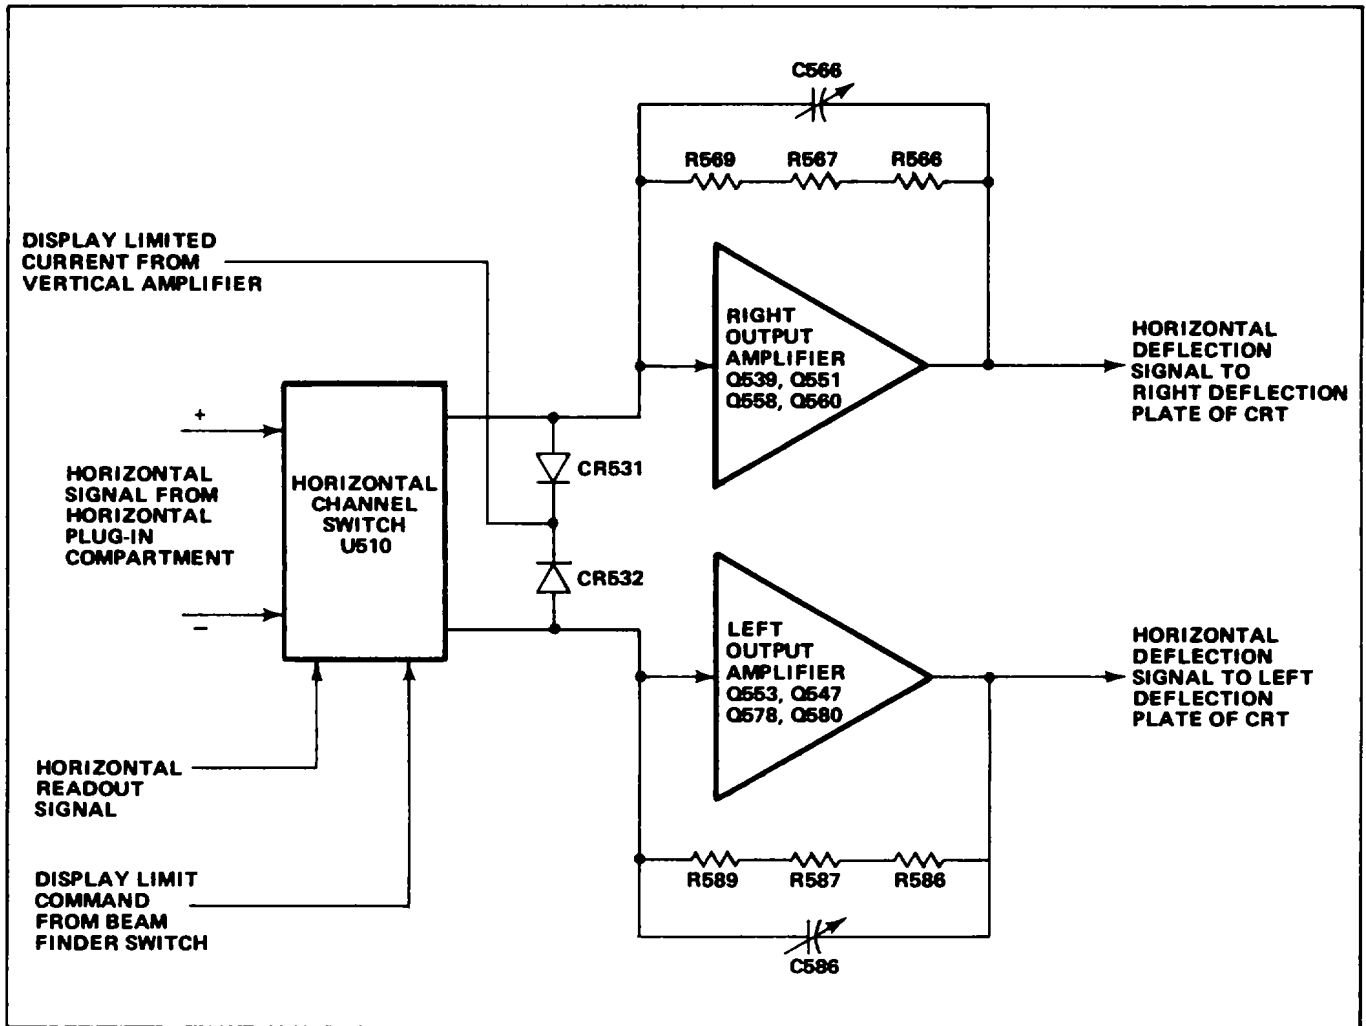 C566
R569 R567 R566
DISPLAY LIMITED
CURRENT FROM
VERTICAL AMPLIFIER
RIGHT
OUTPUT
AMPLIFIER
Q539, Q551
Q558, Q560
HORIZONTAL
DEFLECTION
SIGNAL TO
RIGHT DEFLECTION
PLATE OF CRT
+
HORIZONTAL
SIGNAL FROM
HORIZONTAL
PLUG-IN
COMPARTMENT
−
HORIZONTAL
CHANNEL
SWITCH
U510
CR531
CR532
LEFT
OUTPUT
AMPLIFIER
Q553, Q547
Q578, Q580
HORIZONTAL
DEFLECTION
SIGNAL TO LEFT
DEFLECTION
PLATE OF CRT
HORIZONTAL
READOUT
SIGNAL
DISPLAY LIMIT
COMMAND
FROM BEAM
FINDER SWITCH
R589 R587 R586
C586